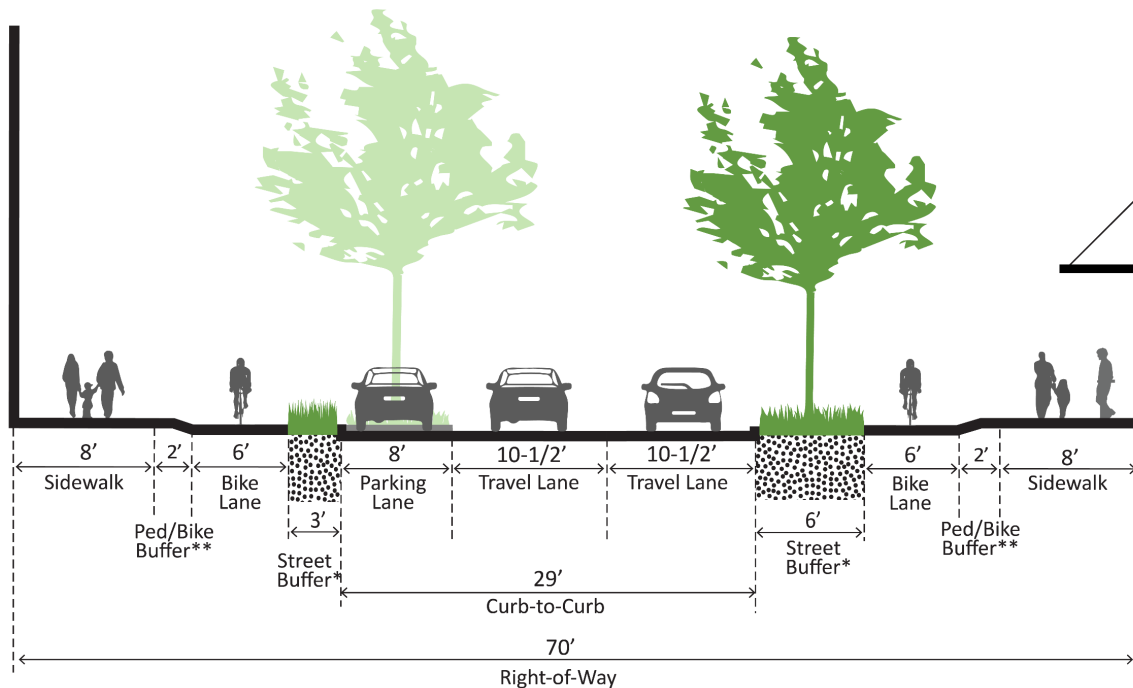 8’ 2’ 6’ 8’ 10-1/2’ 10-1/2’ 6’ 2’ 8’
Sidewalk Bike Parking Travel Lane Travel Lane Bike Sidewalk
Lane Lane Lane
3’ 6’
Ped/Bike Ped/Bike
Buffer** Buffer**
Street Street
Buffer* Buffer*
29’
Curb-to-Curb
70’
Right-of-Way